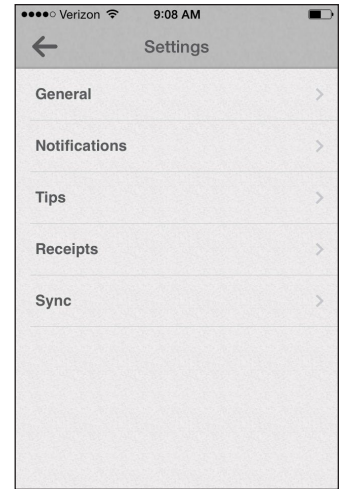 Verizon 9:08 AM
Settings
General
Notifications
Tips
Receipts
Sync